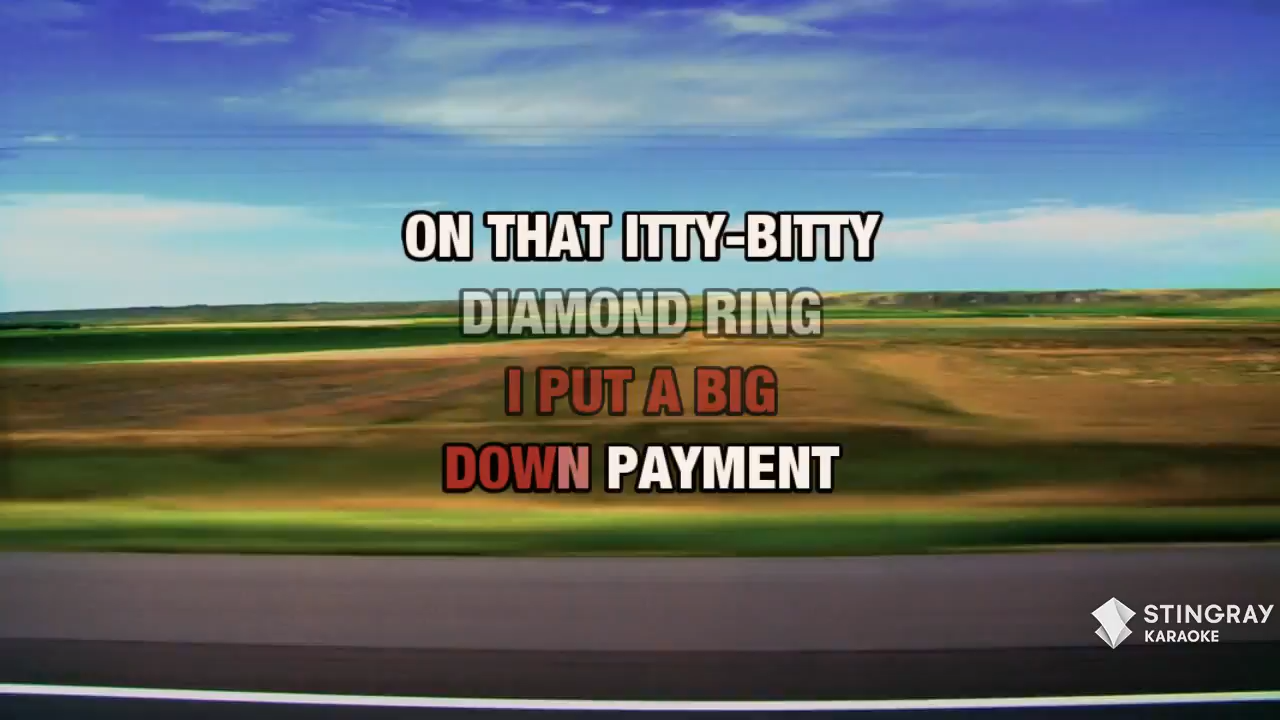 ON THAT ITTY-BITTY
DIAMOND RING
I PUT A BIG
DOWN PAYMENT
STINGRAY
KARAOKE